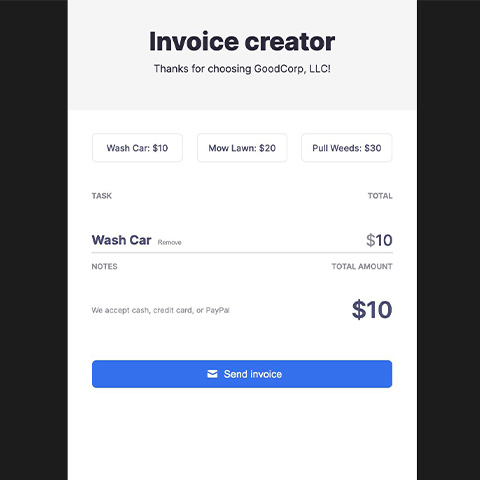 Invoice creator
Thanks for choosing GoodCorp, LLC!
Wash Car: $10 Mow Lawn: $20 Pull Weeds: $30
TASK TOTAL
Wash Car Remove $10
NOTES TOTAL AMOUNT
We accept cash, credit card, or PayPal $10
Send invoice